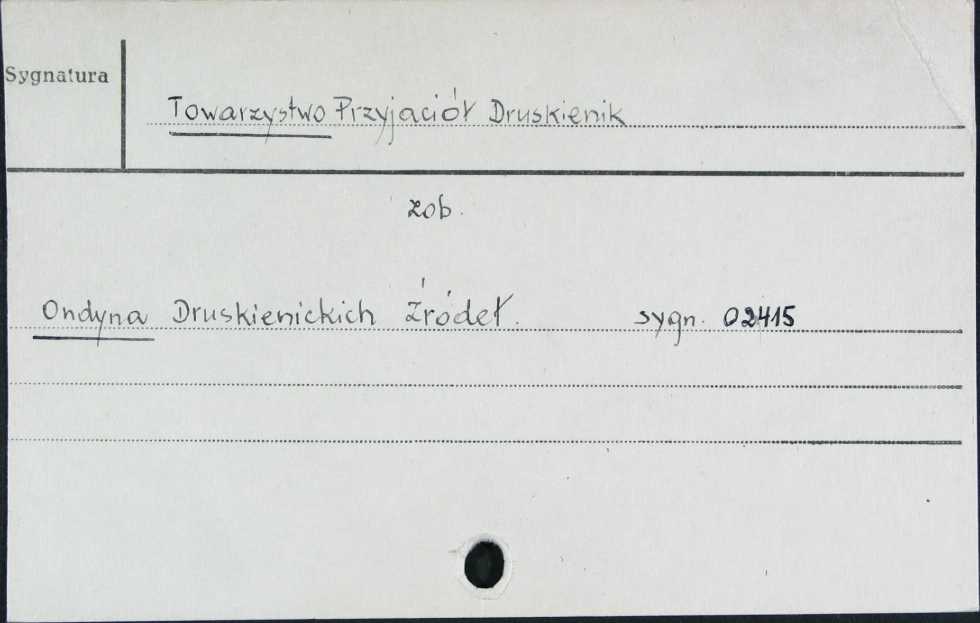 Sygnatura
Towarzystwo Przyjaciół Druskienik
zob.
Ondyna Druskienickich Źródeł. sygn. 02415